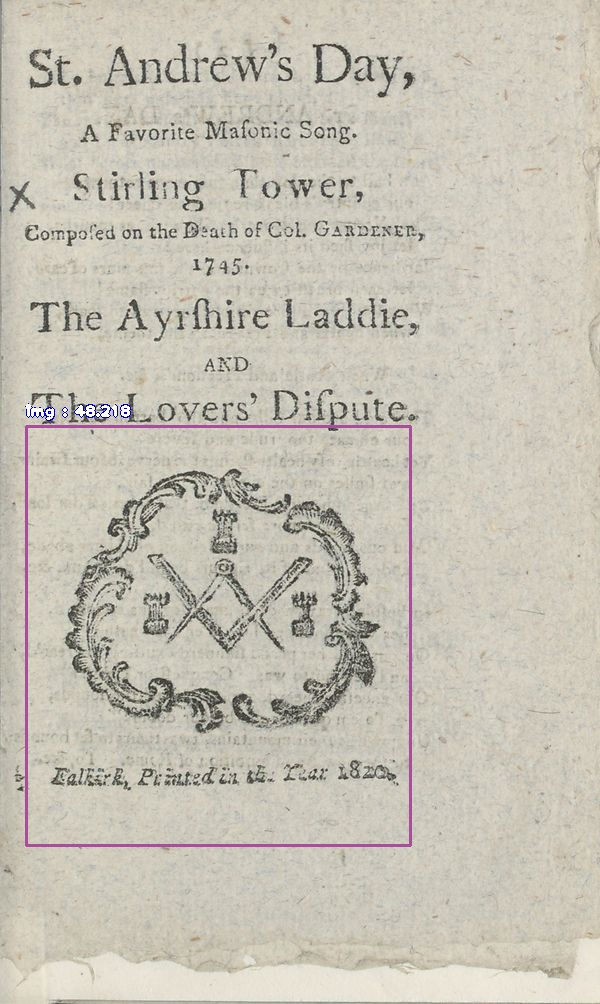 St. Andrew's Day,
A Favorite Maſonic Song.
X Stirling Tower,
Compoſed on the Death of Col. GARDENER,
1745.
The Ayrſhire Laddie,
AND
img : 48.218
The Lovers' Diſpute.
Falkirk, Printed in the Year 1820.